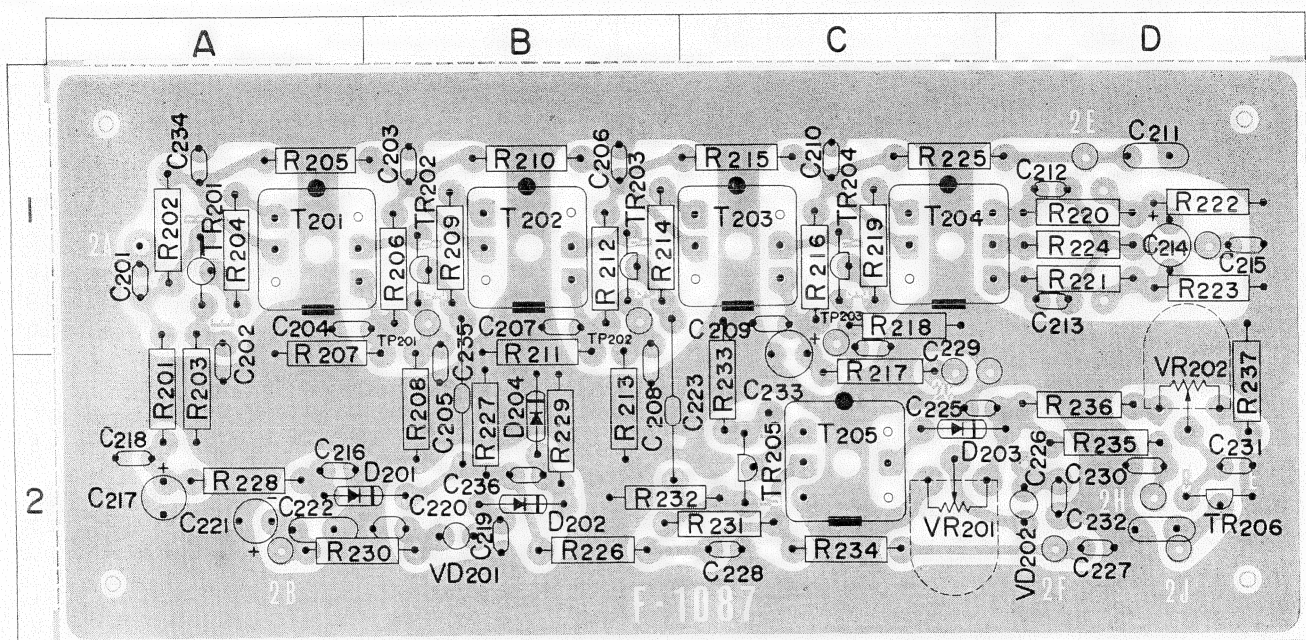 A B C D
1
2
C234 R205 C203 R210 C206 R215 C210 R225 2E C211
TR202 TR203 TR204 C212
R202 TR201 R204 T201 R206 R209 T202 R212 R214 T203 R216 R219 T204 R220 + R222
2A
C201 R224 C214 C215
R221 R223
C204 C235 C207 C209 + TP203 R218 C213
TP201 TP202
C202 R207 R211 R233 C229
R201 R203 R208 C205 R227 D204 R229 R213 C208 C223 C233 R217 VR202 R237
C225 R236
T205
C218 C216 D201 TR205 D203 C226 R235 C231
+ R228 C236 C230
C217 C221 - C222 C220 C219 D202 R232 VR201 2H TR206
R231 C232
+ R230 VD201 R226 C228 R234 VD202 C227
2B F-1087 2F 2J